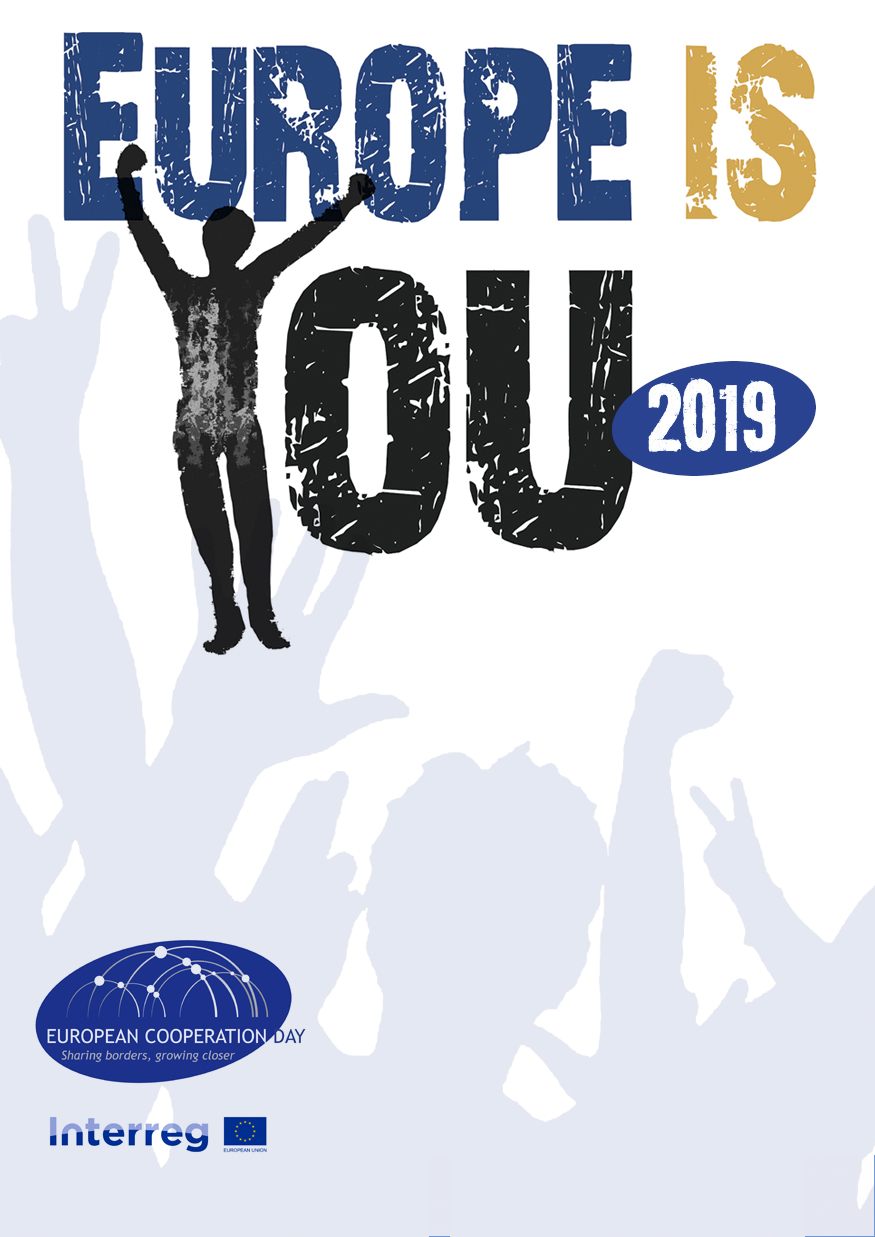 EUROPE IS
YOU
2019
EUROPEAN COOPERATION DAY
Sharing borders, growing closer
Interreg
EUROPEAN UNION